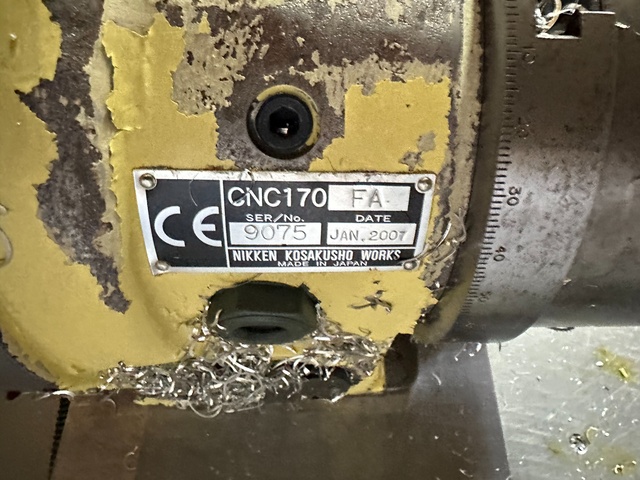 CE
CNC170 FA
SER/No. DATE
9075 JAN.2007
NIKKEN KOSAKUSHO WORKS
MADE IN JAPAN
10
20
30
40
50